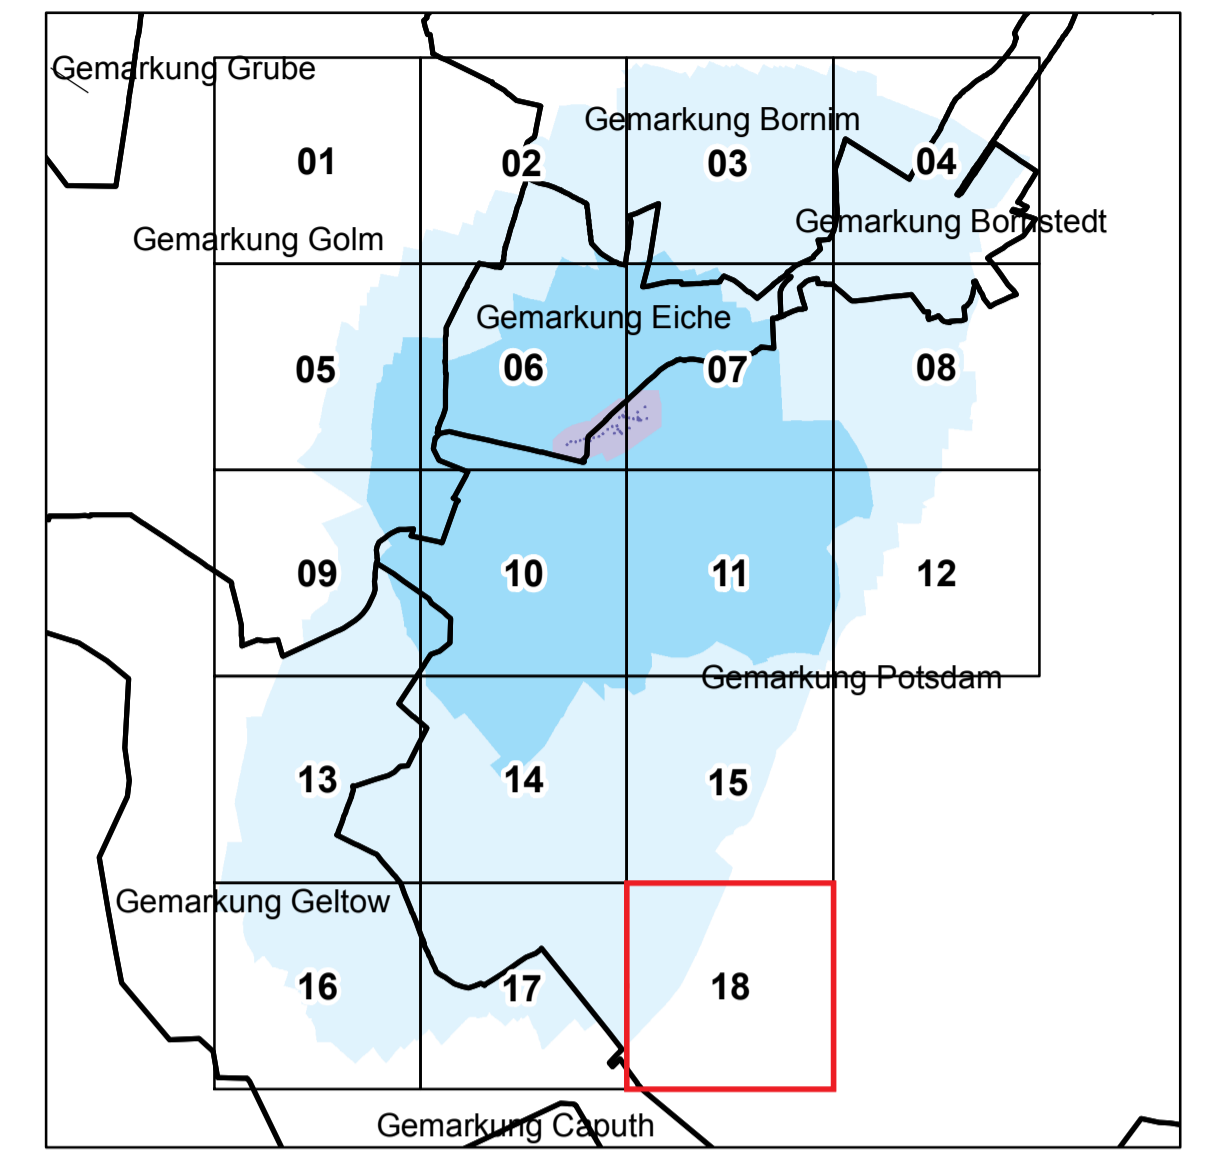 Gemarkung Grube
Gemarkung Bornim
01
02
03
04
Gemarkung Bornstedt
Gemarkung Golm
Gemarkung Eiche
05
06
07
08
09
10
11
12
Gemarkung Potsdam
13
14
15
Gemarkung Geltow
16
17
18
Gemarkung Caputh